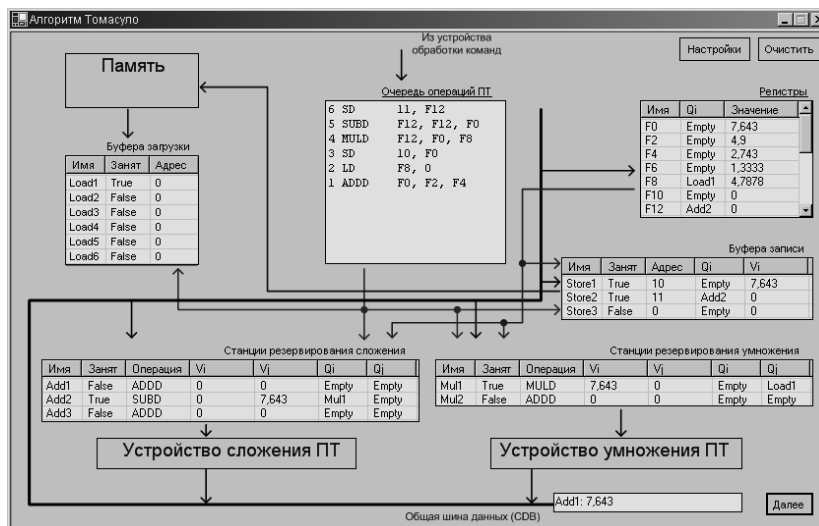 Алгоритм Томасуло
Из устройства
обработки команд
Настройки
Очистить
Память
Очередь операций ПТ
6 SD 11, F12
5 SUBD F12, F12, F0
4 MULD F12, F0, F8
3 SD 10, F0
2 LD F8, 0
1 ADDD F0, F2, F4
Регистры
Имя Qi Значение
F0 Empty 7,643
F2 Empty 4,9
F4 Empty 2,743
F6 Empty 1,3333
F8 Load1 4,7878
F10 Empty 0
F12 Add2 0
Буфера загрузки
Имя Занят Адрес
Load1 True 0
Load2 False 0
Load3 False 0
Load4 False 0
Load5 False 0
Load6 False 0
Буфера записи
Имя Занят Адрес Qi Vi
Store1 True 10 Empty 7,643
Store2 True 11 Add2 0
Store3 False 0 Empty 0
Станции резервирования сложения
Имя Занят Операция Vi Vj Qi Qj
Add1 False ADDD 0 0 Empty Empty
Add2 True SUBD 0 7,643 Mul1 Empty
Add3 False ADDD 0 0 Empty Empty
Станции резервирования умножения
Имя Занят Операция Vi Vj Qi Qj
Mul1 True MULD 7,643 0 Empty Load1
Mul2 False ADDD 0 0 Empty Empty
Устройство сложения ПТ
Устройство умножения ПТ
Add1: 7,643
Далее
Общая шина данных (CDB)